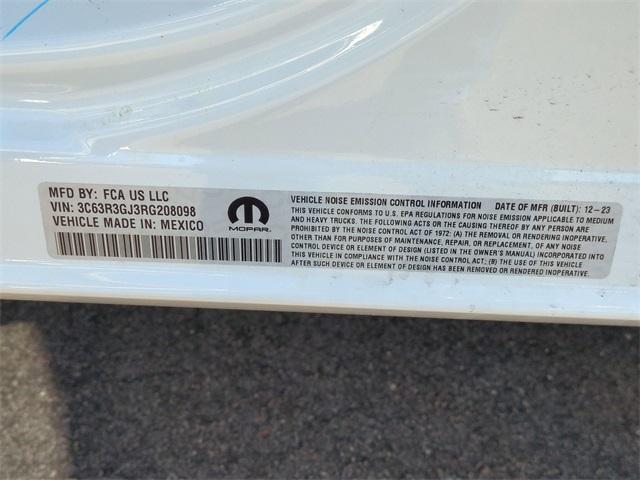 MFD BY: FCA US LLC
VIN: 3C63R3GJ3RG208098
VEHICLE MADE IN: MEXICO
MOPAR
VEHICLE NOISE EMISSION CONTROL INFORMATION DATE OF MFR (BUILT): 12-23
THIS VEHICLE CONFORMS TO U.S. EPA REGULATIONS FOR NOISE EMISSION APPLICABLE TO MEDIUM
AND HEAVY TRUCKS. THE FOLLOWING ACTS OR THE CAUSING THEREOF BY ANY PERSON ARE
PROHIBITED BY THE NOISE CONTROL ACT OF 1972: (A) THE REMOVAL OR RENDERING INOPERATIVE,
OTHER THAN FOR PURPOSES OF MAINTENANCE, REPAIR, OR REPLACEMENT, OF ANY NOISE
CONTROL DEVICE OR ELEMENT OF DESIGN (LISTED IN THE OWNER'S MANUAL) INCORPORATED INTO
THIS VEHICLE IN COMPLIANCE WITH THE NOISE CONTROL ACT; (B) THE USE OF THIS VEHICLE
AFTER SUCH DEVICE OR ELEMENT OF DESIGN HAS BEEN REMOVED OR RENDERED INOPERATIVE.